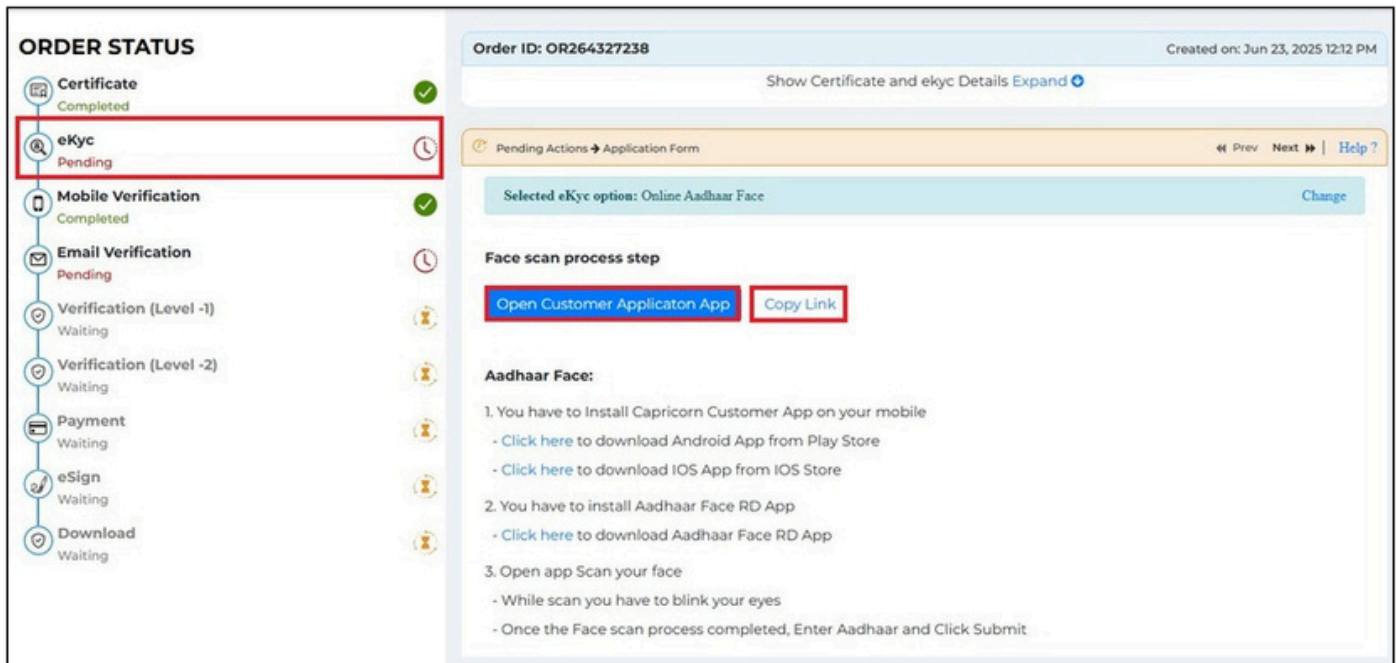 ORDER STATUS
Certificate
Completed
eKyc
Pending
Mobile Verification
Completed
Email Verification
Pending
Verification (Level -1)
Waiting
Verification (Level -2)
Waiting
Payment
Waiting
eSign
Waiting
Download
Waiting
Order ID: OR264327238 Created on: Jun 23, 2025 12:12 PM
Show Certificate and ekyc Details Expand
Pending Actions → Application Form Prev Next | Help ?
Selected eKyc option: Online Aadhaar Face Change
Face scan process step
Open Customer Applicaton App Copy Link
Aadhaar Face:
1. You have to Install Capricorn Customer App on your mobile
- Click here to download Android App from Play Store
- Click here to download IOS App from IOS Store
2. You have to install Aadhaar Face RD App
- Click here to download Aadhaar Face RD App
3. Open app Scan your face
- While scan you have to blink your eyes
- Once the Face scan process completed, Enter Aadhaar and Click Submit